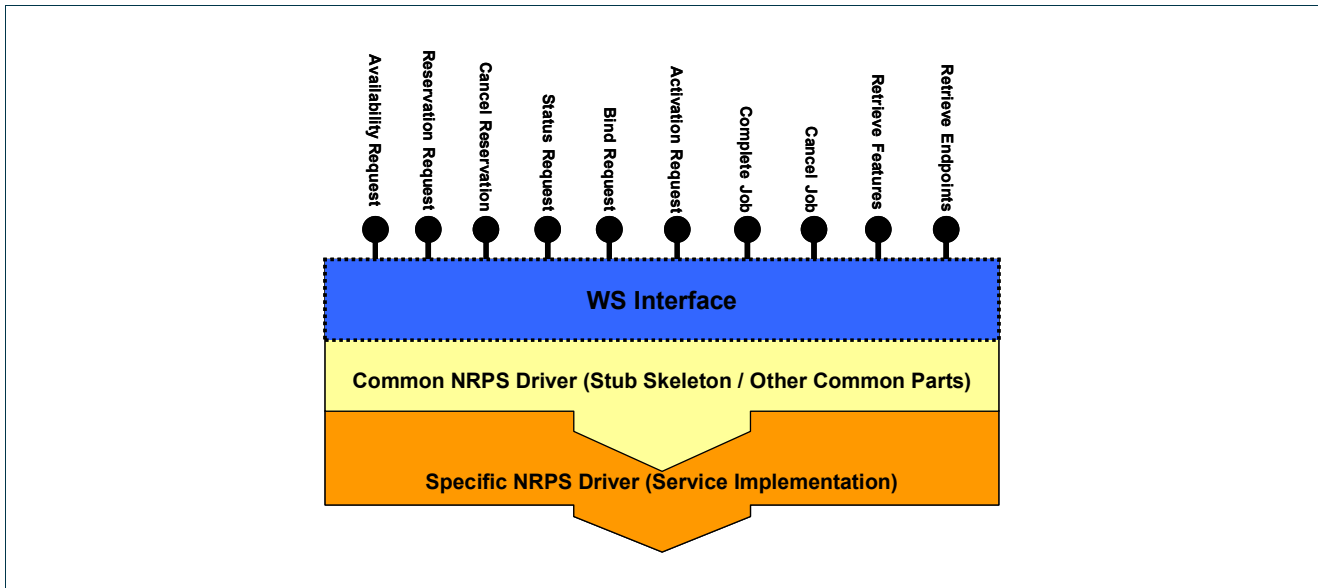 Availability Request
Reservation Request
Cancel Reservation
Status Request
Bind Request
Activation Request
Complete Job
Cancel Job
Retrieve Features
Retrieve Endpoints
WS Interface
Common NRPS Driver (Stub Skeleton / Other Common Parts)
Specific NRPS Driver (Service Implementation)